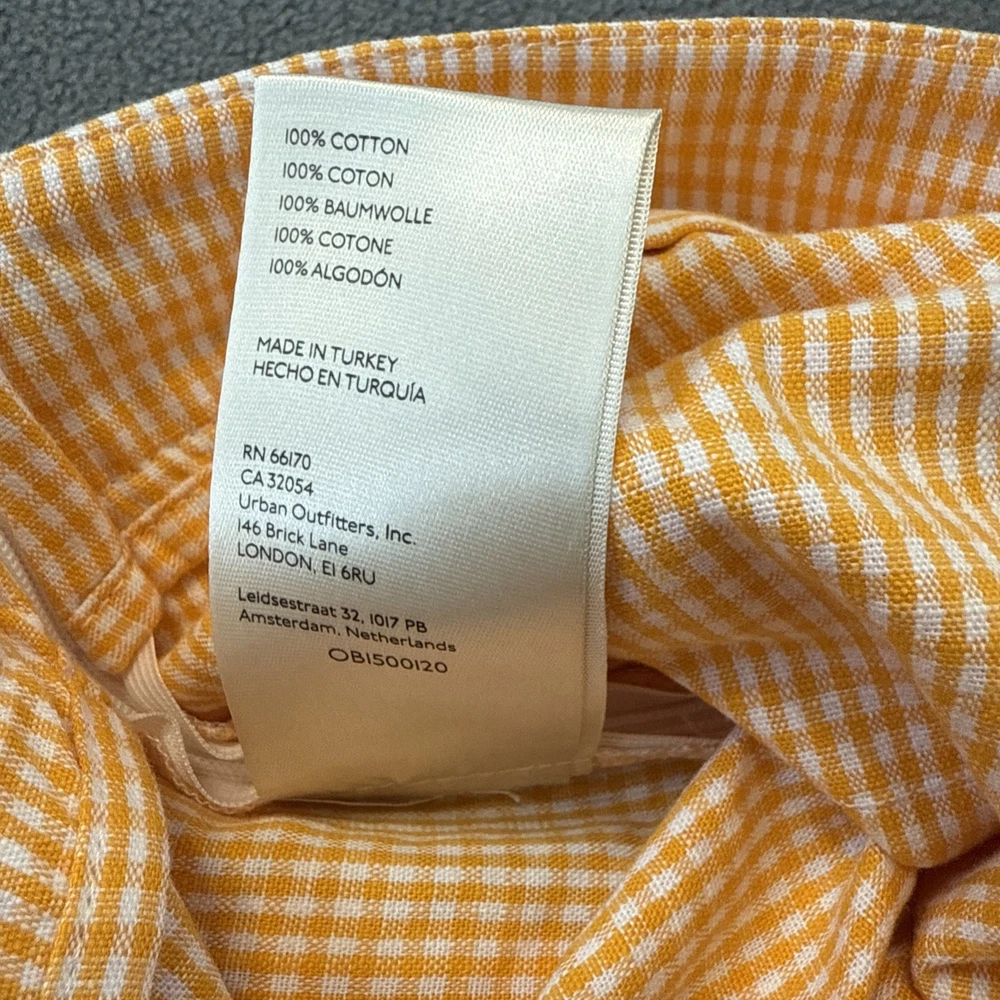 100% COTTON
100% COTON
100% BAUMWOLLE
100% COTONE
100% ALGODÓN
MADE IN TURKEY
HECHO EN TURQUÍA
RN 66170
CA 32054
Urban Outfitters, Inc.
146 Brick Lane
LONDON, E1 6RU
Leidsestraat 32, 1017 PB
Amsterdam, Netherlands
OB1500120